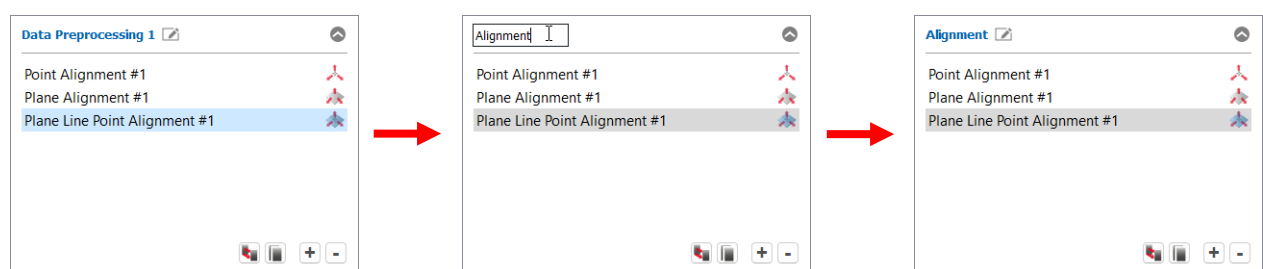 Data Preprocessing 1
Point Alignment #1
Plane Alignment #1
Plane Line Point Alignment #1
+ -
Alignment
Point Alignment #1
Plane Alignment #1
Plane Line Point Alignment #1
+ -
Alignment
Point Alignment #1
Plane Alignment #1
Plane Line Point Alignment #1
+ -